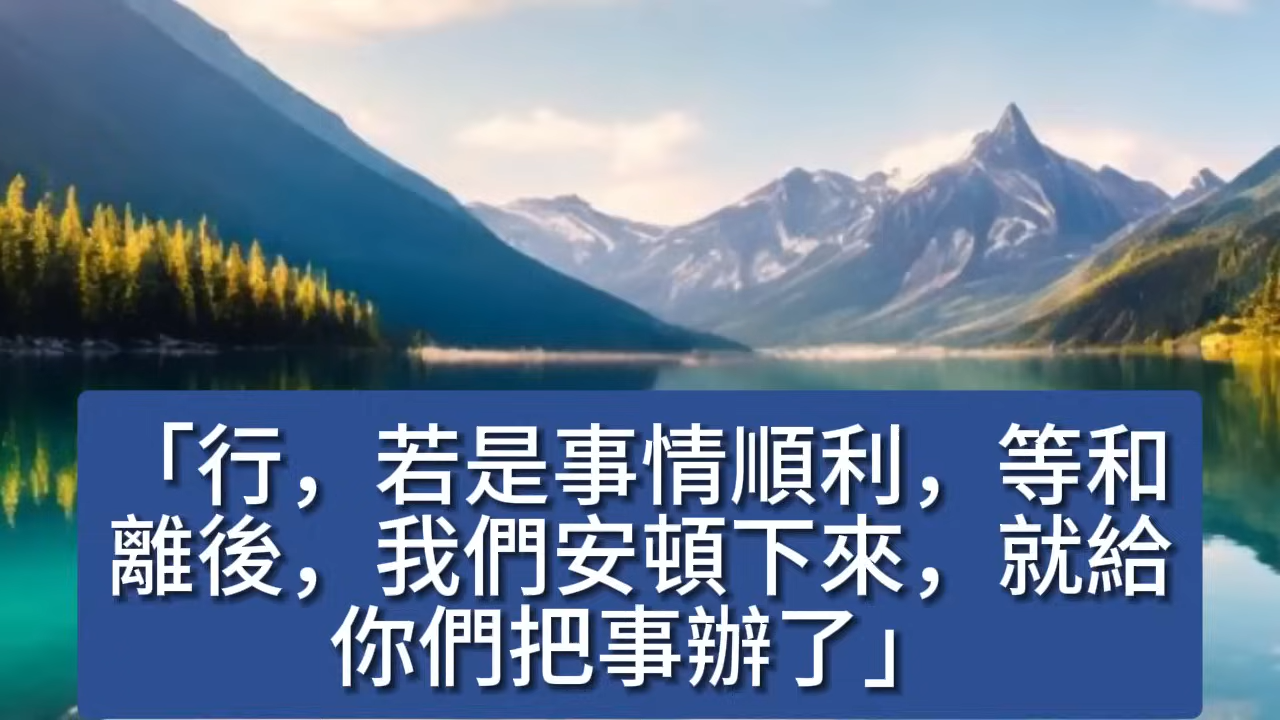 「行，若是事情順利，等和
離後，我們安頓下來，就給
你們把事辦了」